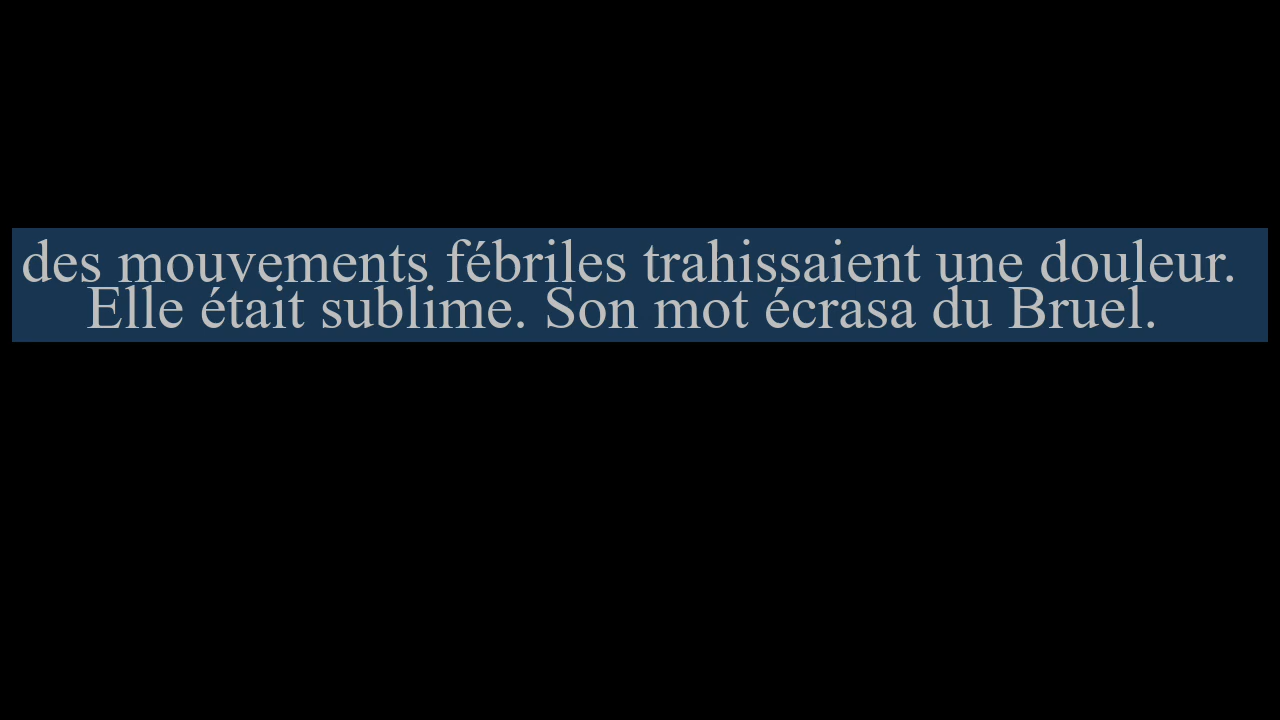 des mouvements fébriles trahissaient une douleur.
Elle était sublime. Son mot écrasa du Bruel.